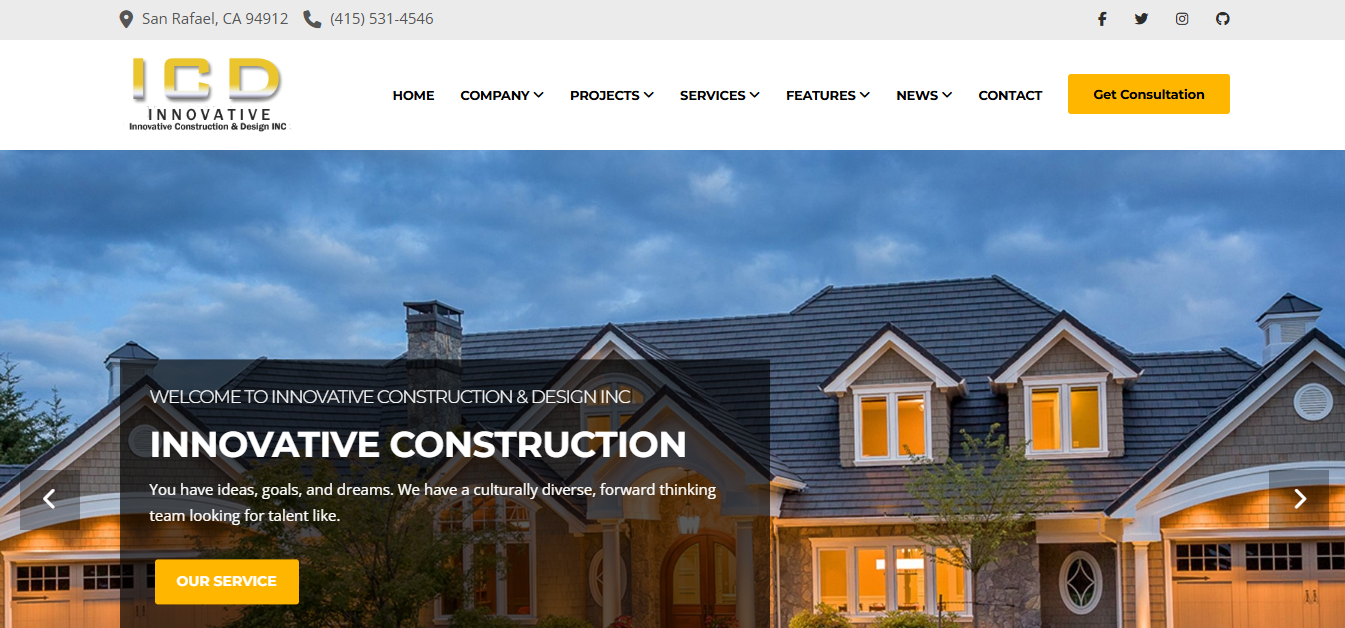 San Rafael, CA 94912 (415) 531-4546
ICD
INNOVATIVE
Innovative Construction & Design INC
HOME COMPANY PROJECTS SERVICES FEATURES NEWS CONTACT Get Consultation
WELCOME TO INNOVATIVE CONSTRUCTION & DESIGN INC
INNOVATIVE CONSTRUCTION
You have ideas, goals, and dreams. We have a culturally diverse, forward thinking
team looking for talent like.
OUR SERVICE